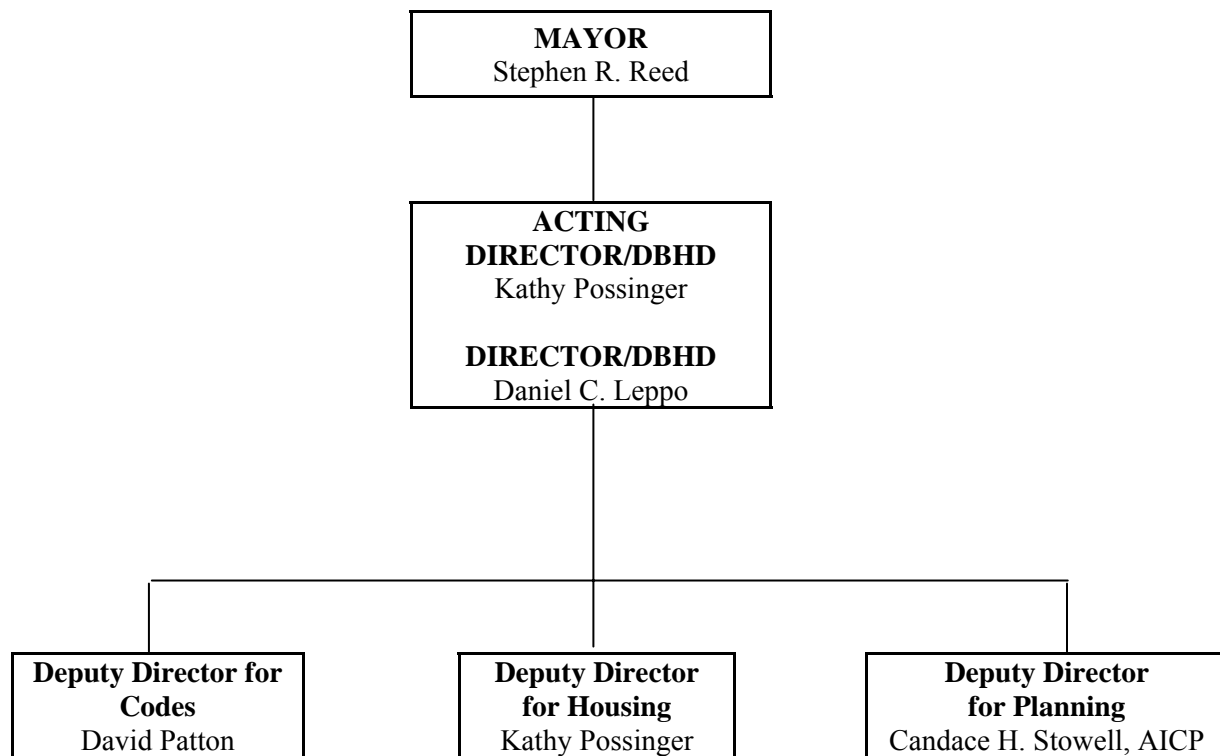 MAYOR
Stephen R. Reed
ACTING
DIRECTOR/DBHD
Kathy Possinger
DIRECTOR/DBHD
Daniel C. Leppo
Deputy Director for
Codes
David Patton
Deputy Director
for Housing
Kathy Possinger
Deputy Director
for Planning
Candace H. Stowell, AICP